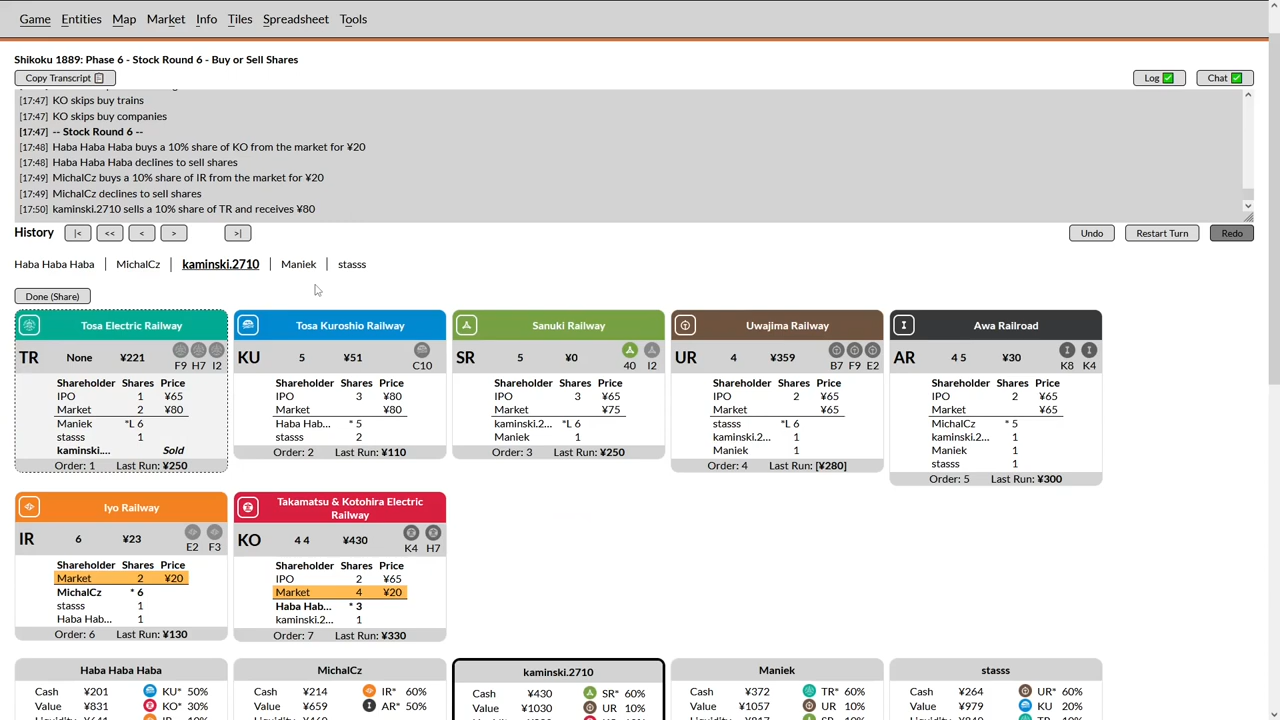 Game Entities Map Market Info Tiles Spreadsheet Tools
Shikoku 1889: Phase 6 - Stock Round 6 - Buy or Sell Shares
Copy Transcript 📋 Log ✅ Chat ✅
[17:47] KO skips buy trains
[17:47] KO skips buy companies
[17:47] -- Stock Round 6 --
[17:48] Haba Haba Haba buys a 10% share of KO from the market for ¥20
[17:48] Haba Haba Haba declines to sell shares
[17:49] MichalCz buys a 10% share of IR from the market for ¥20
[17:49] MichalCz declines to sell shares
[17:50] kaminski.2710 sells a 10% share of TR and receives ¥80
History |< << < > >| Undo Restart Turn Redo
Haba Haba Haba MichalCz kaminski.2710 Maniek stasss
Done (Share)
Tosa Electric Railway
TR None ¥221 F9 H7 I2
Shareholder Shares Price
IPO 1 ¥65
Market 2 ¥80
Maniek *L 6
stasss 1
kaminski.... Sold
Order: 1 Last Run: ¥250
Tosa Kuroshio Railway
KU 5 ¥51 C10
Shareholder Shares Price
IPO 3 ¥80
Market ¥80
Haba Hab... * 5
stasss 2
Order: 2 Last Run: ¥110
Sanuki Railway
SR 5 ¥0 40 I2
Shareholder Shares Price
IPO 3 ¥65
Market ¥75
kaminski.2... *L 6
Maniek 1
Order: 3 Last Run: ¥250
Uwajima Railway
UR 4 ¥359 B7 F9 E2
Shareholder Shares Price
IPO 2 ¥65
Market ¥65
stasss *L 6
kaminski.2... 1
Maniek 1
Order: 4 Last Run: [¥280]
Awa Railroad
AR 4 5 ¥30 K8 K4
Shareholder Shares Price
IPO 2 ¥65
Market ¥65
MichalCz * 5
kaminski.2... 1
Maniek 1
stasss 1
Order: 5 Last Run: ¥300
Iyo Railway
IR 6 ¥23 E2 F3
Shareholder Shares Price
Market 2 ¥20
MichalCz * 6
stasss 1
Haba Hab... 1
Order: 6 Last Run: ¥130
Takamatsu & Kotohira Electric
Railway
KO 4 4 ¥430 K4 H7
Shareholder Shares Price
IPO 2 ¥65
Market 4 ¥20
Haba Hab... * 3
kaminski.2... 1
Order: 7 Last Run: ¥330
Haba Haba Haba
Cash ¥201 KU* 50%
Value ¥831 KO* 30%
MichalCz
Cash ¥214 IR* 60%
Value ¥659 AR* 50%
kaminski.2710
Cash ¥430 SR* 60%
Value ¥1030 UR 10%
Maniek
Cash ¥372 TR* 60%
Value ¥1057 UR 10%
stasss
Cash ¥264 UR* 60%
Value ¥979 KU 20%